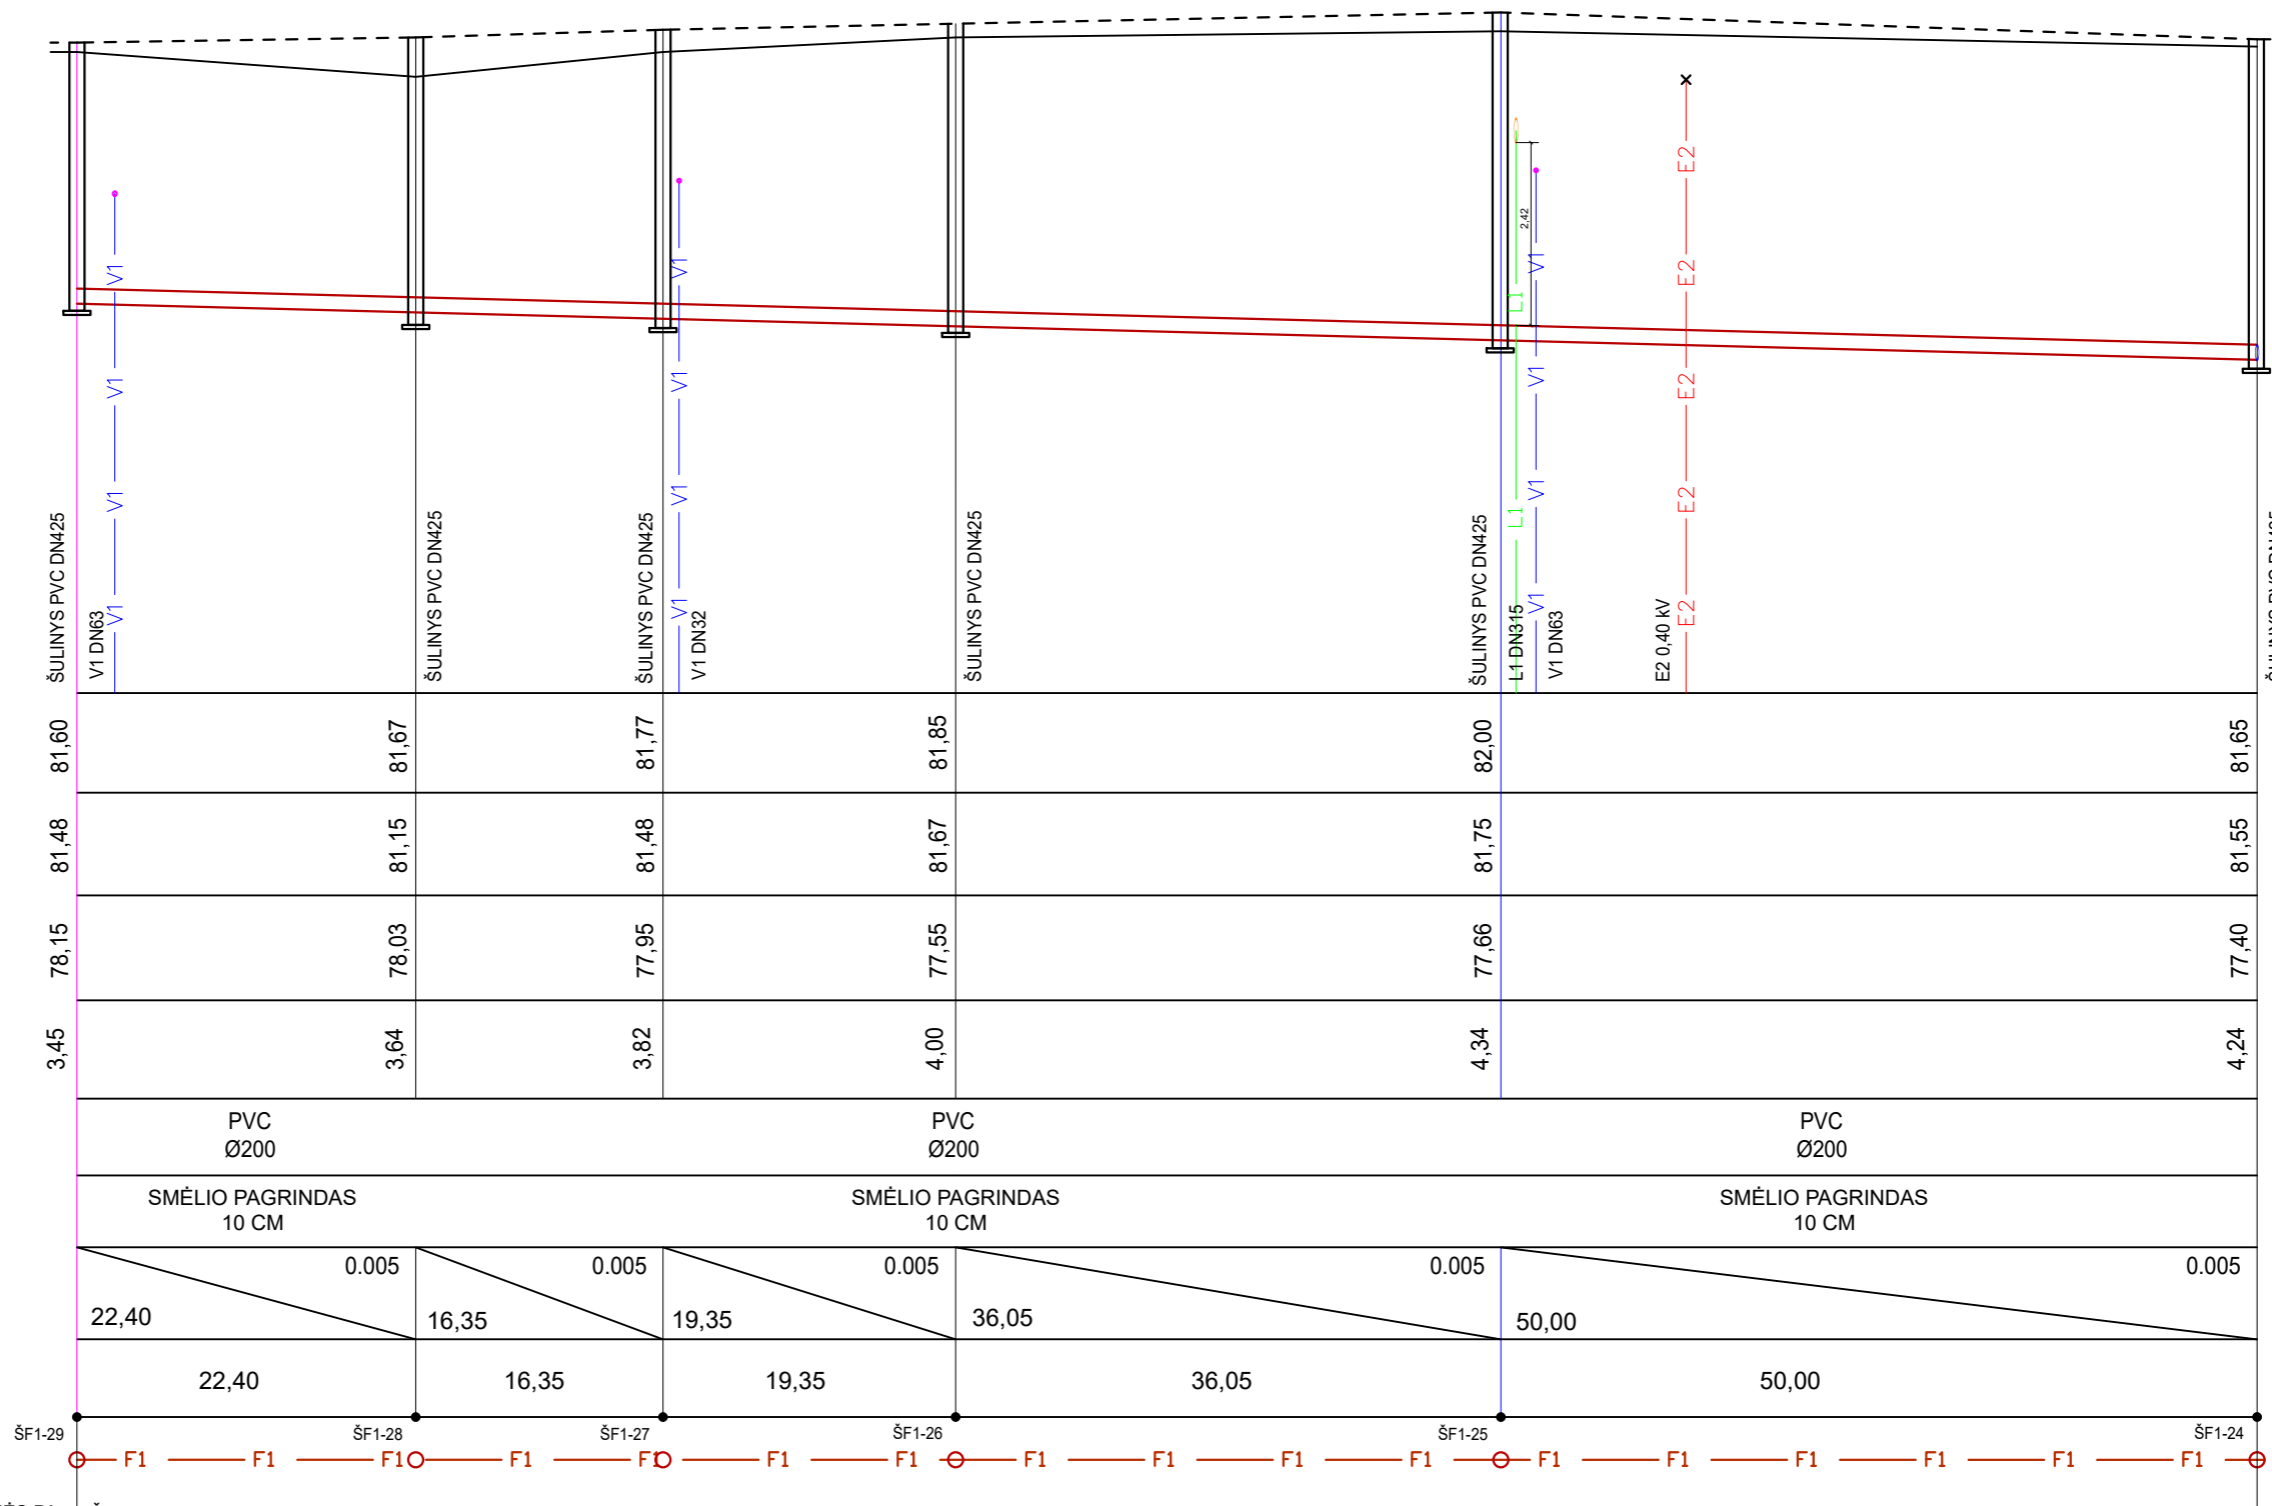 2,42
V1
V1
V1
V1
V1
V1
V1
V1
V1
V1
V1
V1
L1
L1
E2
E2
E2
E2
E2
ŠULINYS PVC DN425
V1 DN63
ŠULINYS PVC DN425
ŠULINYS PVC DN425
V1 DN32
ŠULINYS PVC DN425
ŠULINYS PVC DN425
L1 DN315
V1 DN63
E2 0,40 kV
81,60 81,67 81,77 81,85 82,00 81,65
81,48 81,15 81,48 81,67 81,75 81,55
78,15 78,03 77,95 77,55 77,66 77,40
3,45 3,64 3,82 4,00 4,34 4,24
PVC
Ø200
PVC
Ø200
PVC
Ø200
SMĖLIO PAGRINDAS
10 CM
SMĖLIO PAGRINDAS
10 CM
SMĖLIO PAGRINDAS
10 CM
0.005 0.005 0.005 0.005 0.005
22,40 16,35 19,35 36,05 50,00
22,40 16,35 19,35 36,05 50,00
ŠF1-29 ŠF1-28 ŠF1-27 ŠF1-26 ŠF1-25 ŠF1-24
F1 F1 F1 F1 F1 F1 F1 F1 F1 F1 F1 F1 F1 F1 F1 F1 F1